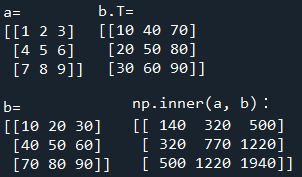 a=             b.T=
[[1 2 3]    [[10 40 70]
 [4 5 6]     [20 50 80]
 [7 8 9]]    [30 60 90]]
b=              np.inner(a, b):
[[10 20 30]     [[ 140  320  500]
 [40 50 60]      [ 320  770 1220]
 [70 80 90]]     [ 500 1220 1940]]